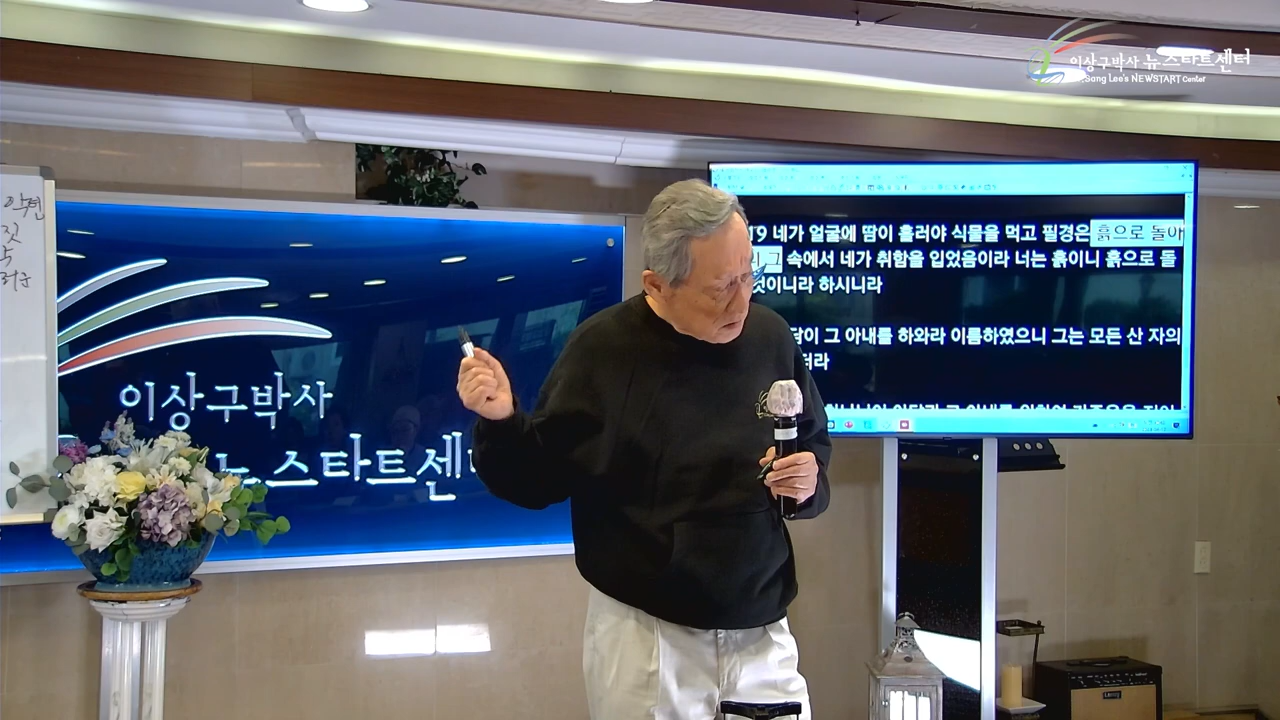 이상구박사 뉴스타트센터
Sang Lee's NEWSTART Center
19 네가 얼굴에 땀이 흘러야 식물을 먹고 필경은 흙으로 돌아
그 속에서 네가 취함을 입었음이라 너는 흙이니 흙으로 돌
것이니라 하시니라
담이 그 아내를 하와라 이름하였으니 그는 모든 산 자의
더라
이상구박사
뉴스타트센